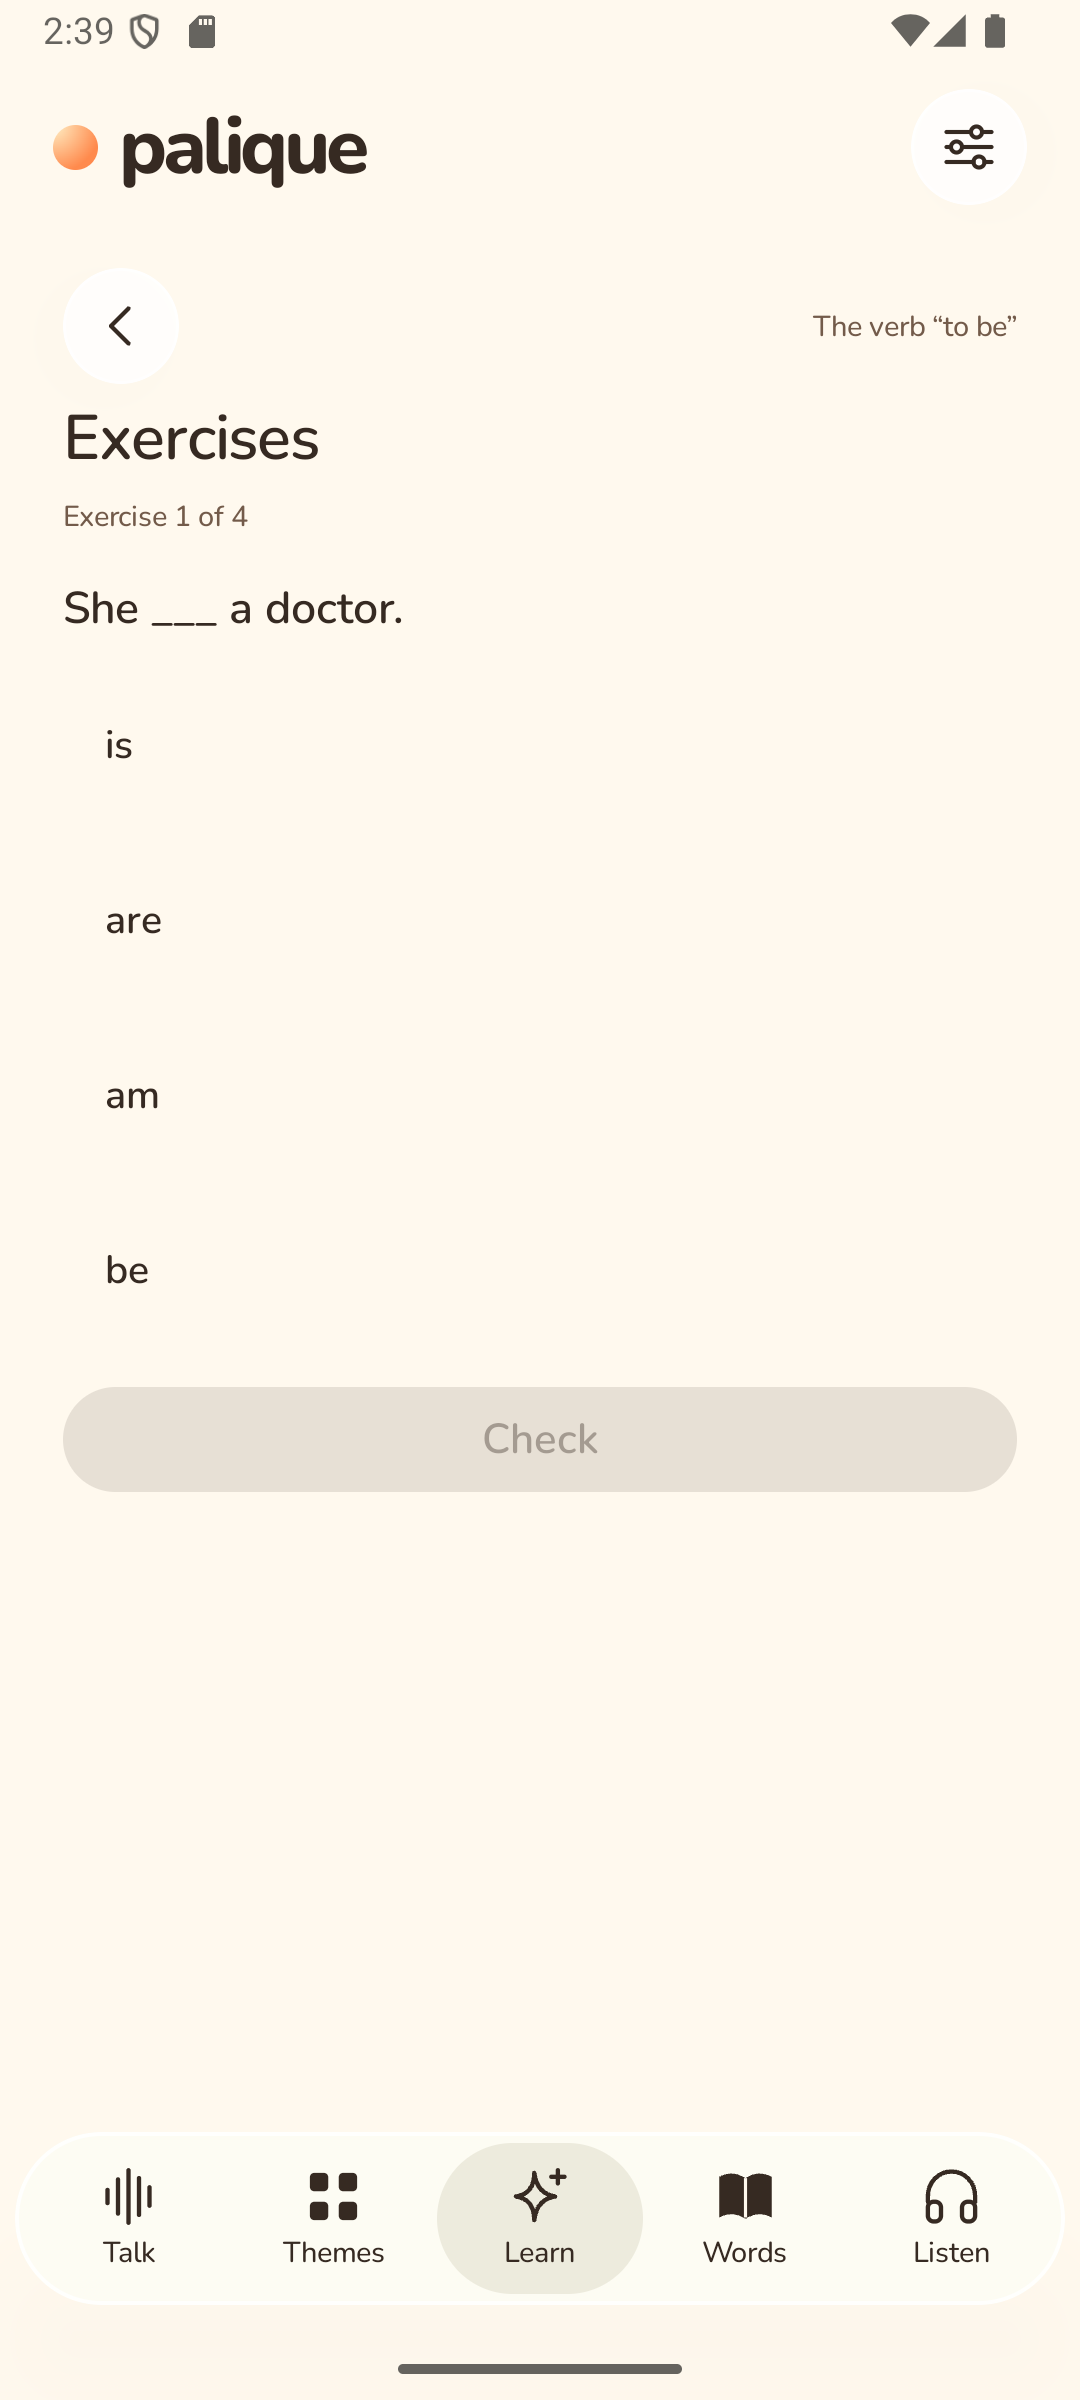 2:39
palique
The verb “to be”
Exercises
Exercise 1 of 4
She ___ a doctor.
is
are
am
be
Check
Talk
Themes
Learn
Words
Listen